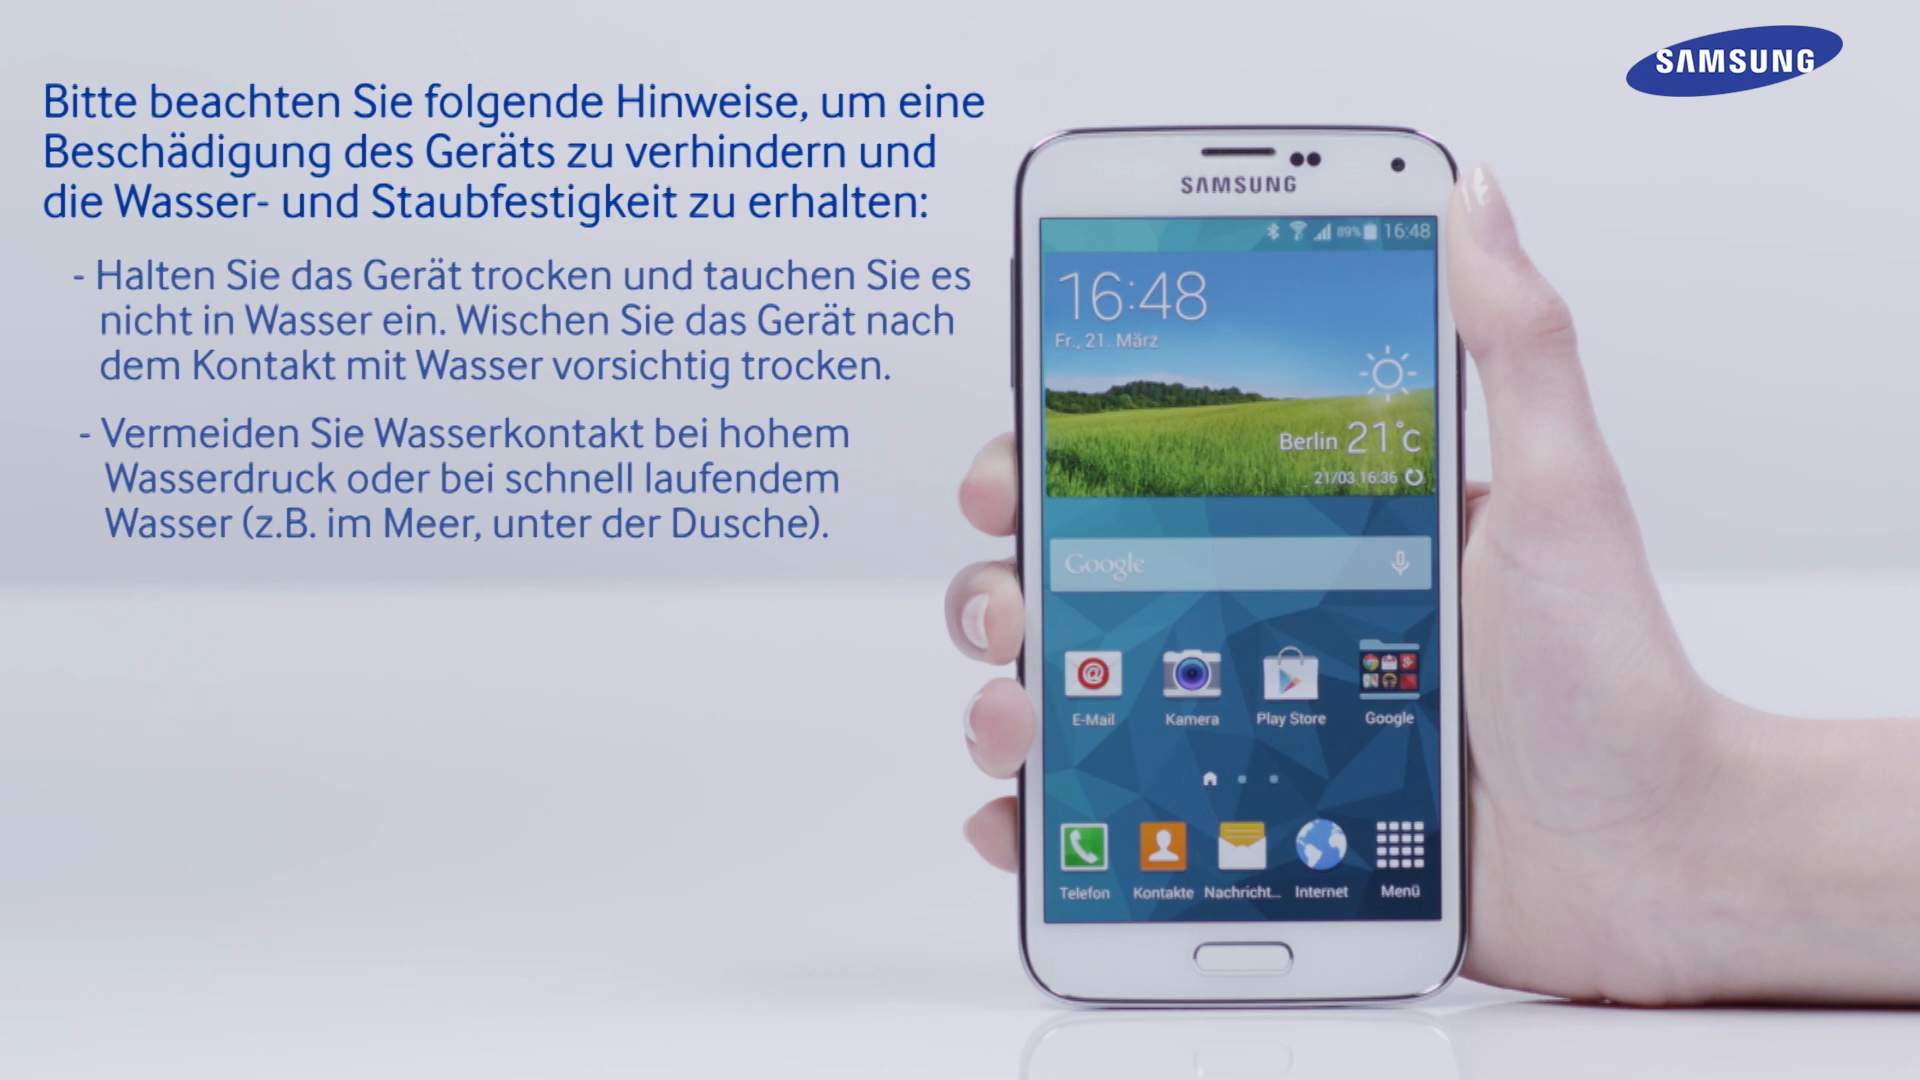 SAMSUNG
Bitte beachten Sie folgende Hinweise, um eine
Beschädigung des Geräts zu verhindern und
die Wasser- und Staubfestigkeit zu erhalten:
- Halten Sie das Gerät trocken und tauchen Sie es
nicht in Wasser ein. Wischen Sie das Gerät nach
dem Kontakt mit Wasser vorsichtig trocken.
- Vermeiden Sie Wasserkontakt bei hohem
Wasserdruck oder bei schnell laufendem
Wasser (z.B. im Meer, unter der Dusche).
SAMSUNG
89% 16:48
16:48
Fr., 21. März
Berlin 21°C
21/03 16:36
Google
E-Mail Kamera Play Store Google
Telefon Kontakte Nachricht... Internet Menü